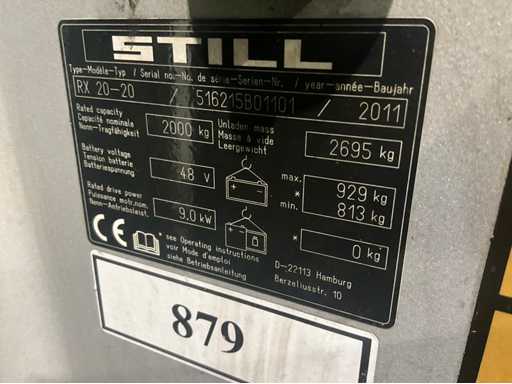 STILL
Type-Modèle-Typ / Serial no.-No. de série-Serien-Nr. / year-année-Baujahr
RX 20-20 / 516215B01101 / 2011
Rated capacity
Capacité nominale
Nenn-Tragfähigkeit
2000 kg
Unladen mass
Masse à vide
Leergewicht
2695 kg
Battery voltage
Tension batterie
Batteriespannung
48 V
max. 929 kg
*
min. 813 kg
Rated drive power
Puissance motr.nom.
Nenn-Antriebsleist.
9.0 kW
* 0 kg
CE
* see Operating instructions
voir Mode d'emploi
siehe Betriebsanleitung
D-22113 Hamburg
Berzeliusstr. 10
879